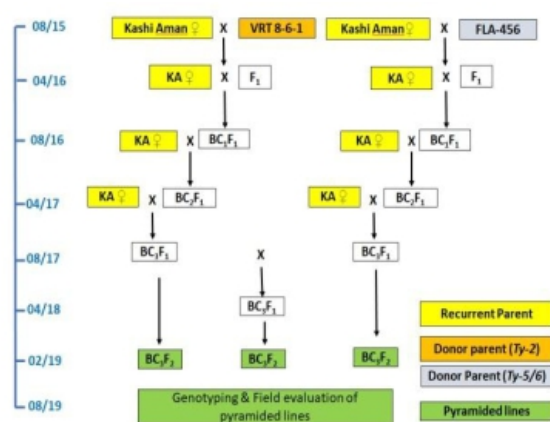 08/15
Kashi Aman♀ X VRT 8-6-1 Kashi Aman♀ X FLA-456
04/16
KA ♀ X F₁ KA ♀ X F₁
08/16
KA ♀ X BC₁F₁ KA ♀ X BC₁F₁
04/17
KA ♀ X BC₂F₁ KA ♀ X BC₂F₁
08/17
BC₃F₁ X BC₃F₁
04/18
BC₃F₁
Recurrent Parent
Donor parent (Ty-2)
02/19
BC₃F₂ BC₃F₂ BC₃F₂
Donor Parent (Ty-5/6)
Genotyping & Field evaluation of
pyramided lines
Pyramided lines
08/19